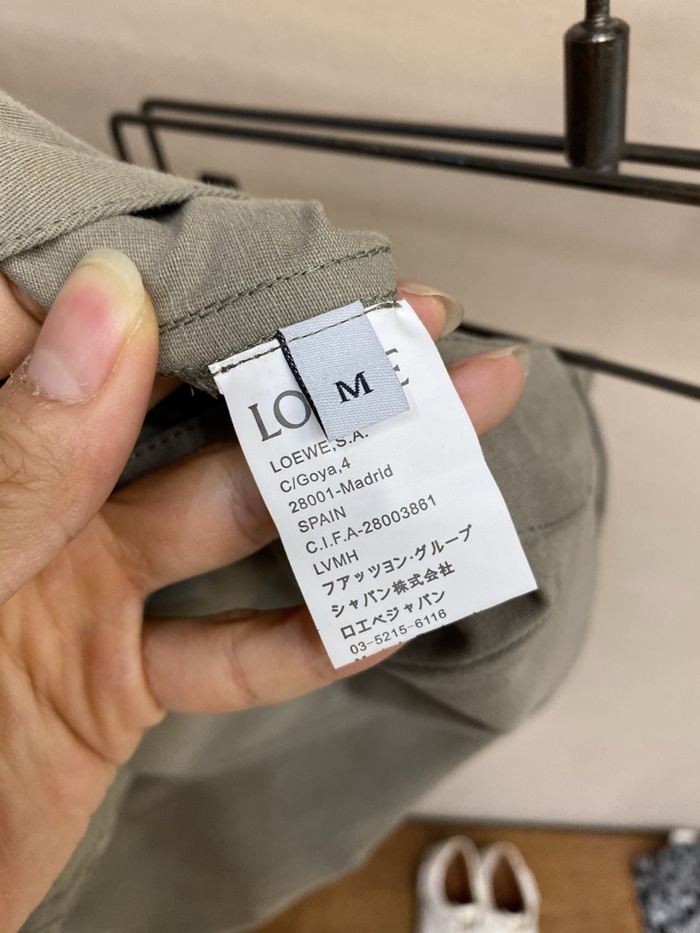 LO E
M
LOEWE,S.A.
C/Goya,4
28001-Madrid
SPAIN
C.I.F.A-28003861
LVMH
フアッツヨン・グループ
シャパン株式会社
ロエベジャパン
03-5215-6116